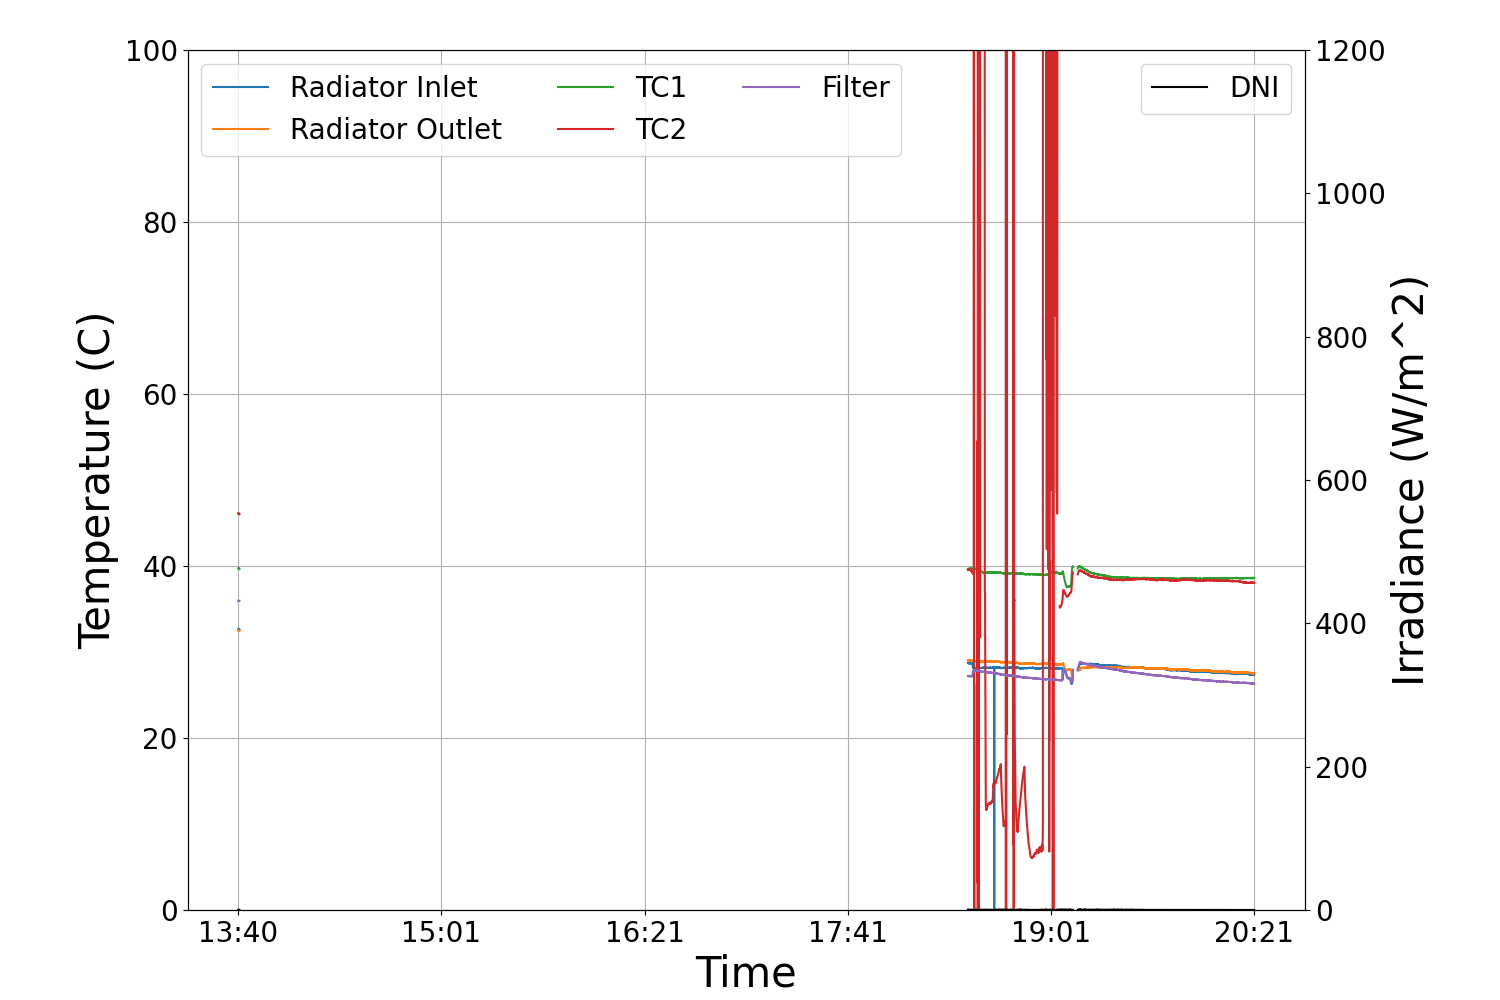 Radiator Inlet
Radiator Outlet
TC1
TC2
Filter
DNI
Temperature (C)
100
80
60
40
20
0
Irradiance (W/m^2)
1200
1000
800
600
400
200
0
13:40 15:01 16:21 17:41 19:01 20:21
Time